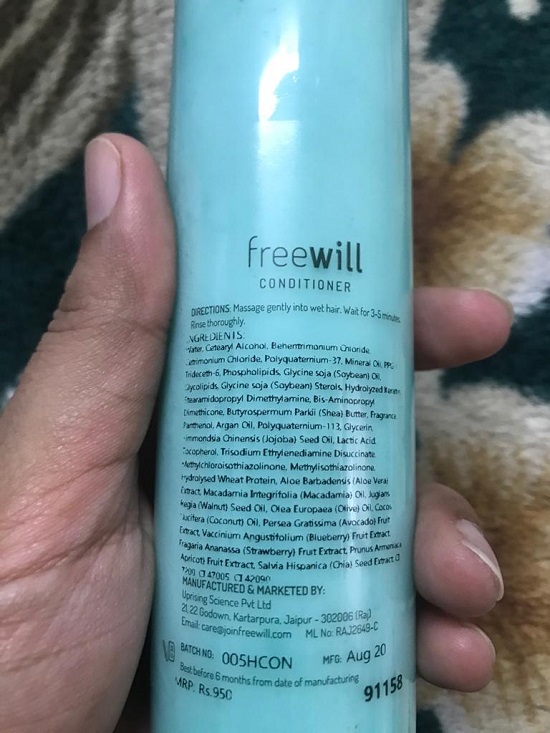 freewill
CONDITIONER
DIRECTIONS: Massage gently into wet hair. Wait for 3-5 minutes.
Rinse thoroughly.
INGREDIENTS:
Water, Cetearyl Alcohol, Behentrimonium Chloride,
Cetrimonium Chloride, Polyquaternium-37, Mineral Oil, PPG-1
Trideceth-6, Phospholipids, Glycine soja (Soybean) Oil,
Glycolipids, Glycine soja (Soybean) Sterols, Hydrolyzed Keratin
Stearamidopropyl Dimethylamine, Bis-Aminopropyl
Dimethicone, Butyrospermum Parkii (Shea) Butter, Fragrance
Panthenol, Argan Oil, Polyquaternium-113, Glycerin,
Simmondsia Chinensis (Jojoba) Seed Oil, Lactic Acid
Tocopherol, Trisodium Ethylenediamine Disuccinate
Methylchloroisothiazolinone, Methylisothiazolinone,
Hydrolysed Wheat Protein, Aloe Barbadensis (Aloe Vera)
Extract, Macadamia Integrifolia (Macadamia) Oil, Juglans
Regia (Walnut) Seed Oil, Olea Europaea (Olive) Oil, Cocos
Nucifera (Coconut) Oil, Persea Gratissima (Avocado) Fruit
Extract, Vaccinium Angustifolium (Blueberry) Fruit Extract,
Fragaria Ananassa (Strawberry) Fruit Extract, Prunus Armeniaca
(Apricot) Fruit Extract, Salvia Hispanica (Chia) Seed Extract, CI
CI 47005, CI 42090
MANUFACTURED & MARKETED BY:
Uprising Science Pvt Ltd
21, 22 Godown, Kartarpura, Jaipur - 302006 (Raj)
Email: care@joinfreewill.com ML No: RAJ2649-C
BATCH NO: 005HCON MFG: Aug 20
Best before 6 months from date of manufacturing
MRP: Rs.950 91158